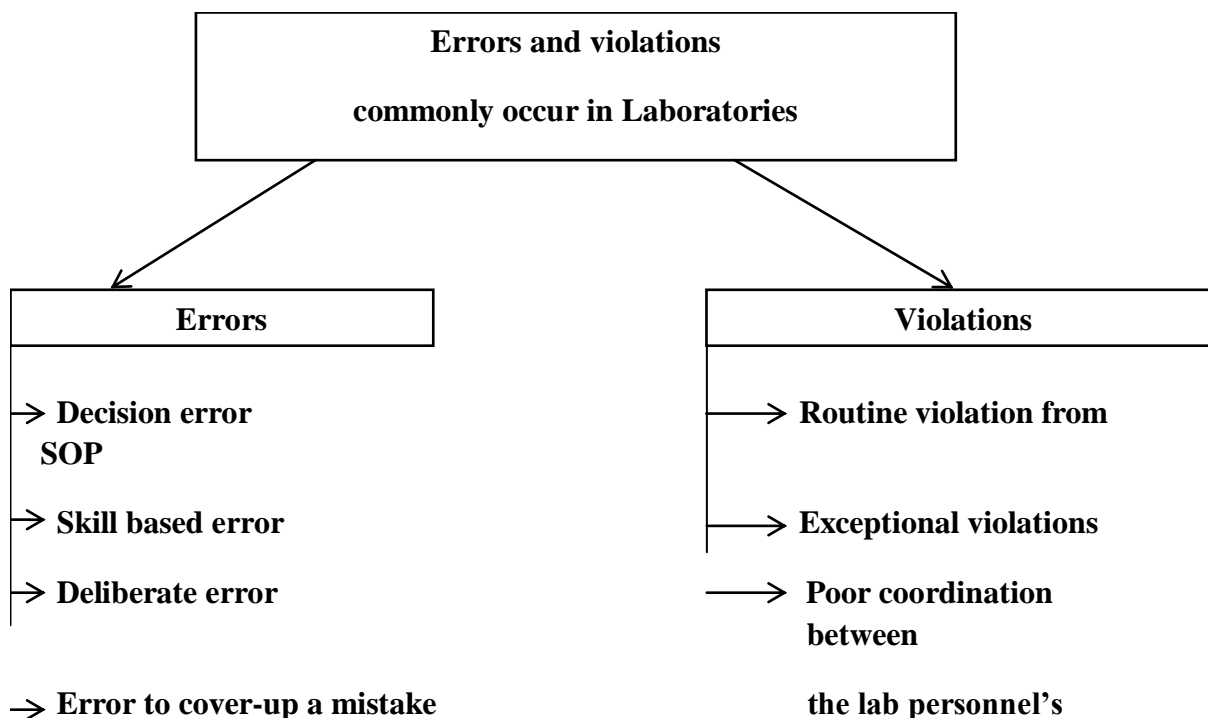 Errors and violations
commonly occur in Laboratories
Errors
Decision error
SOP
Skill based error
Deliberate error
Error to cover-up a mistake
Violations
Routine violation from
Exceptional violations
Poor coordination
between
the lab personnel's